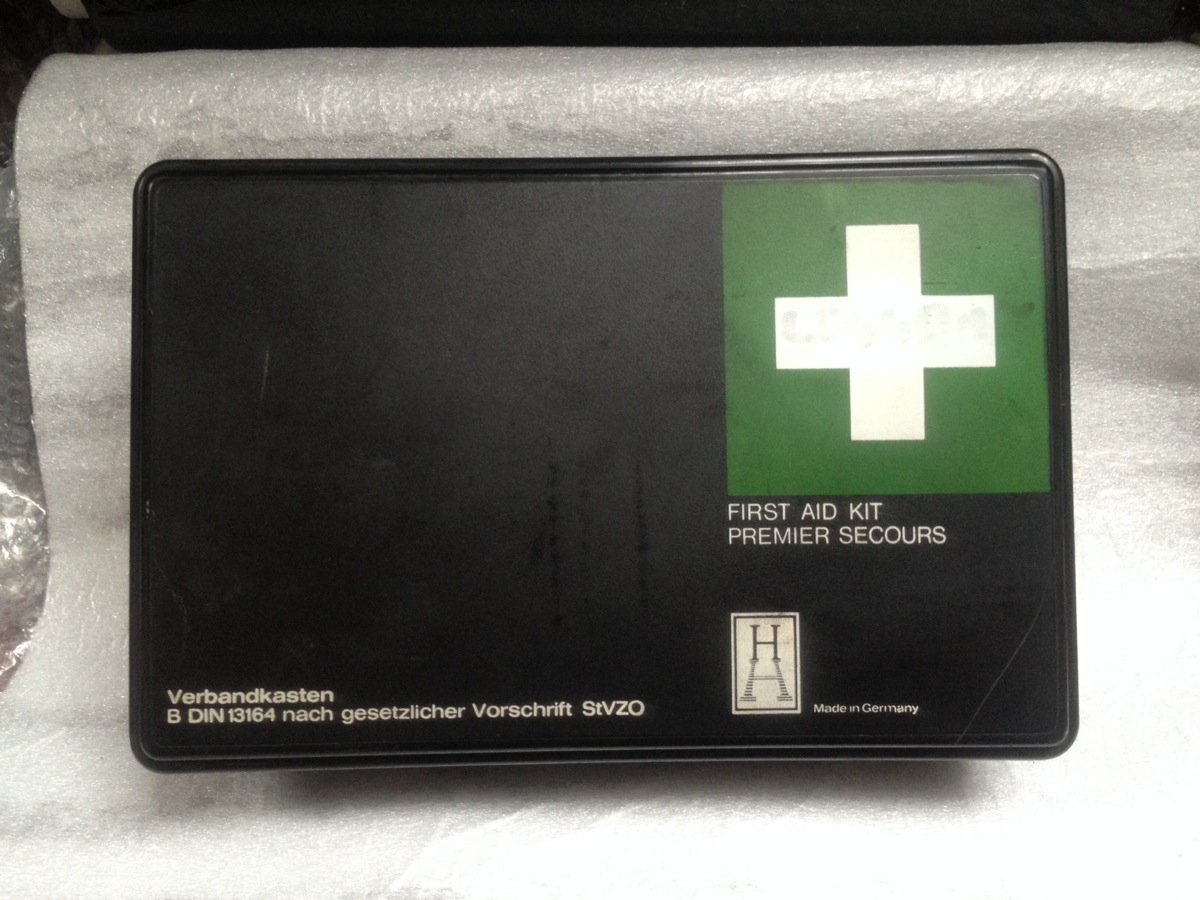 FIRST AID KIT
PREMIER SECOURS
H
A
Made in Germany
Verbandkasten
B DIN 13164 nach gesetzlicher Vorschrift StVZO